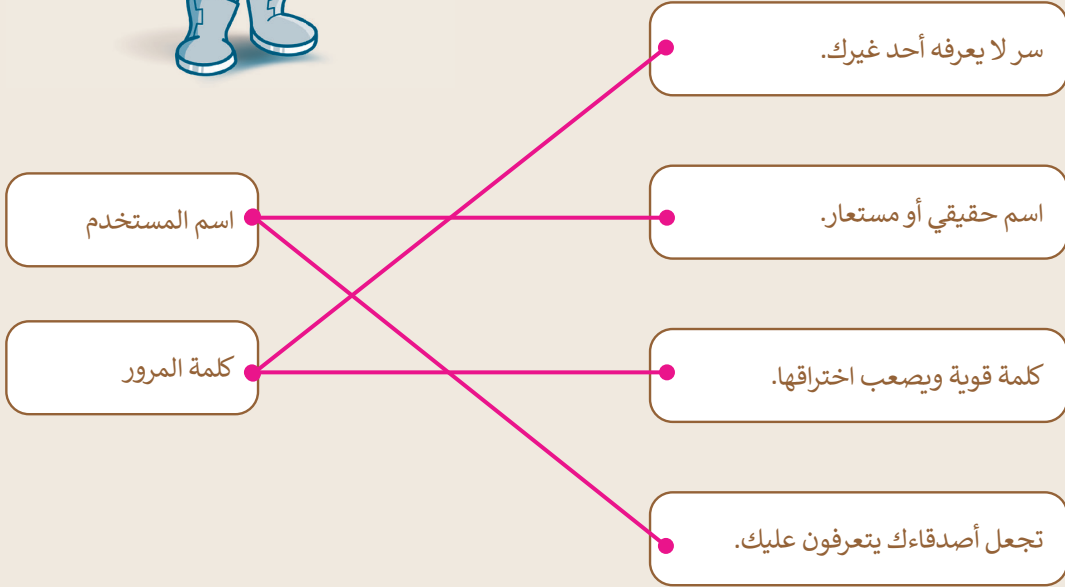 سر لا يعرفه أحد غيرك.
اسم حقيقي أو مستعار.
اسم المستخدم
كلمة قوية ويصعب اختراقها.
كلمة المرور
تجعل أصدقاءك يتعرفون عليك.